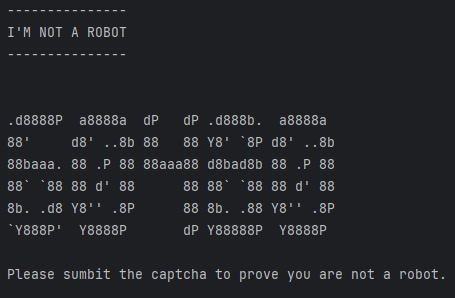 ---------------
I'M NOT A ROBOT
---------------
.d8888P  a8888a  dP   dP .d888b.  a8888a
88'     d8' ..8b 88   88 Y8' `8P d8' ..8b
88baaa. 88 .P 88 88aaa88 d8bad8b 88 .P 88
88` `88 88 d' 88      88 88` `88 88 d' 88
8b. .d8 Y8'' .8P      88 8b. .88 Y8'' .8P
`Y888P'  Y8888P       dP Y88888P  Y8888P
Please sumbit the captcha to prove you are not a robot.